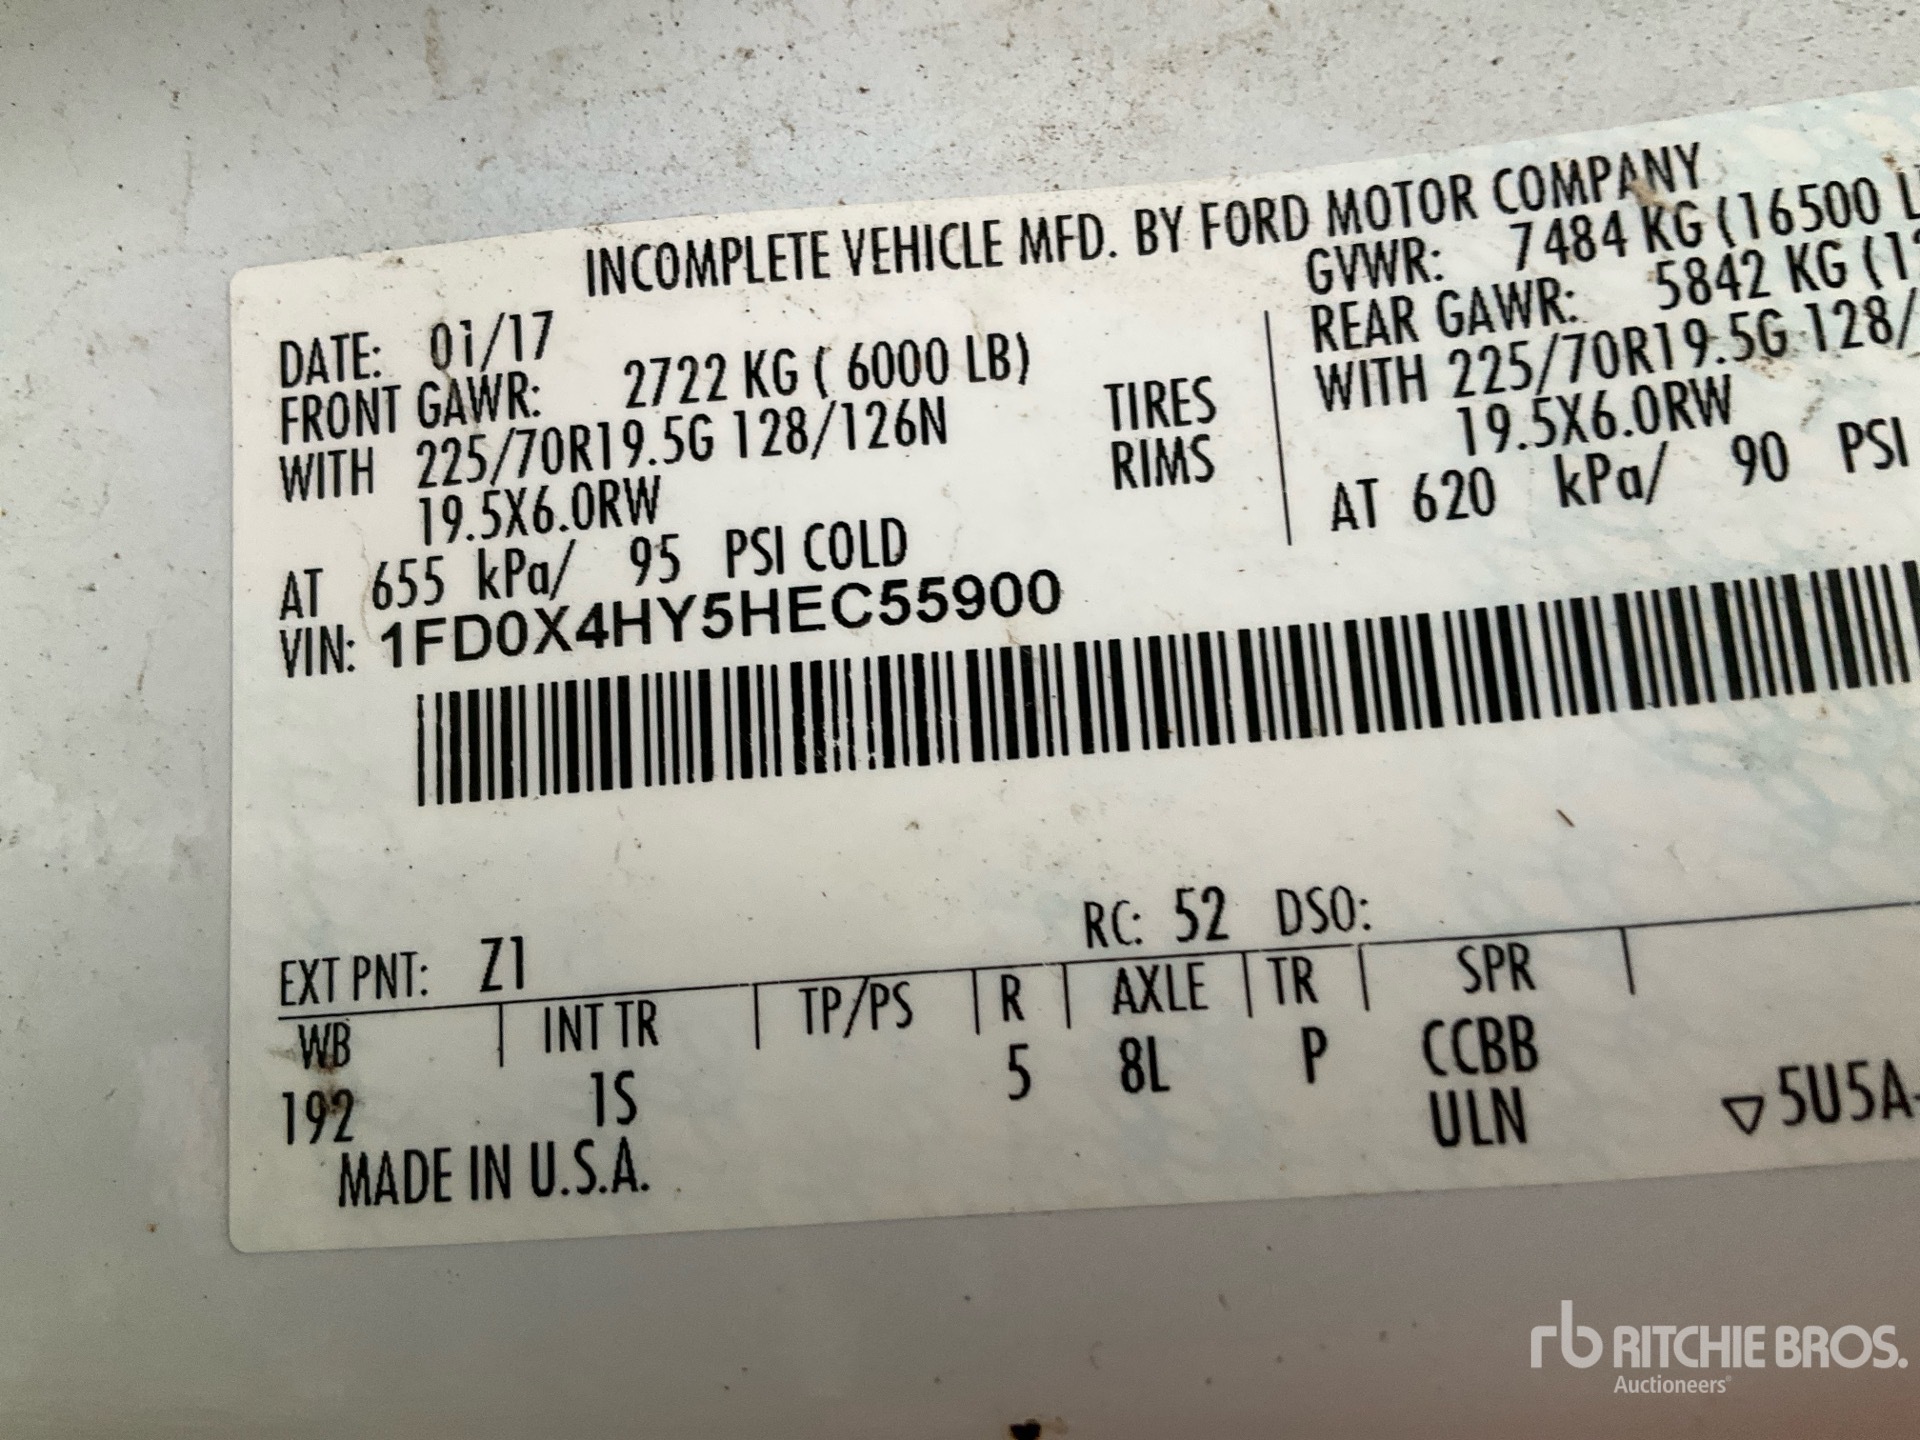 INCOMPLETE VEHICLE MFD. BY FORD MOTOR COMPANY
DATE: 01/17 GVWR: 7484 KG (16500 L
FRONT GAWR: 2722 KG ( 6000 LB) REAR GAWR: 5842 KG (1
WITH 225/70R19.5G 128/126N TIRES WITH 225/70R19.5G 128/
19.5X6.0RW RIMS 19.5X6.0RW
AT 655 kPa/ 95 PSI COLD AT 620 kPa/ 90 PSI
VIN: 1FD0X4HY5HEC55900
EXT PNT: Z1 RC: 52 DSO:
WB INT TR TP/PS R AXLE TR SPR
192 1S 5 8L P CCBB
ULN ▽ 5U5A-
MADE IN U.S.A.
rb RITCHIE BROS.
Auctioneers